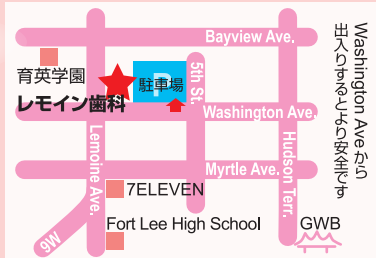 Bayview Ave.
育英学園
レモイン歯科
P
駐車場
5th St.
Washington Ave.
Lemoine Ave.
Hudson Terr.
Myrtle Ave.
7ELEVEN
Fort Lee High School
GWB
9W
Washington Aveから
出入りするとより安全です